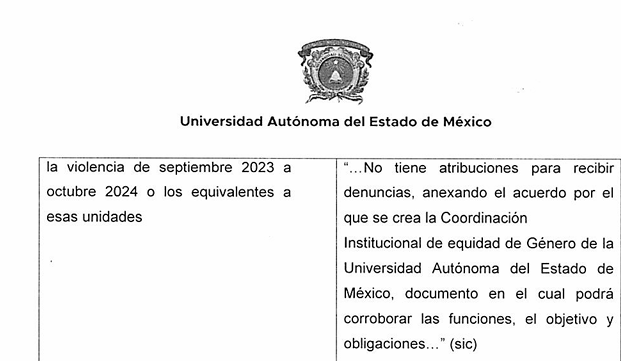 Universidad Autónoma del Estado de México
la violencia de septiembre 2023 a
octubre 2024 o los equivalentes a
esas unidades
“…No tiene atribuciones para recibir
denuncias, anexando el acuerdo por el
que se crea la Coordinación
Institucional de equidad de Género de la
Universidad Autónoma del Estado de
México, documento en el cual podrá
corroborar las funciones, el objetivo y
obligaciones…” (sic)